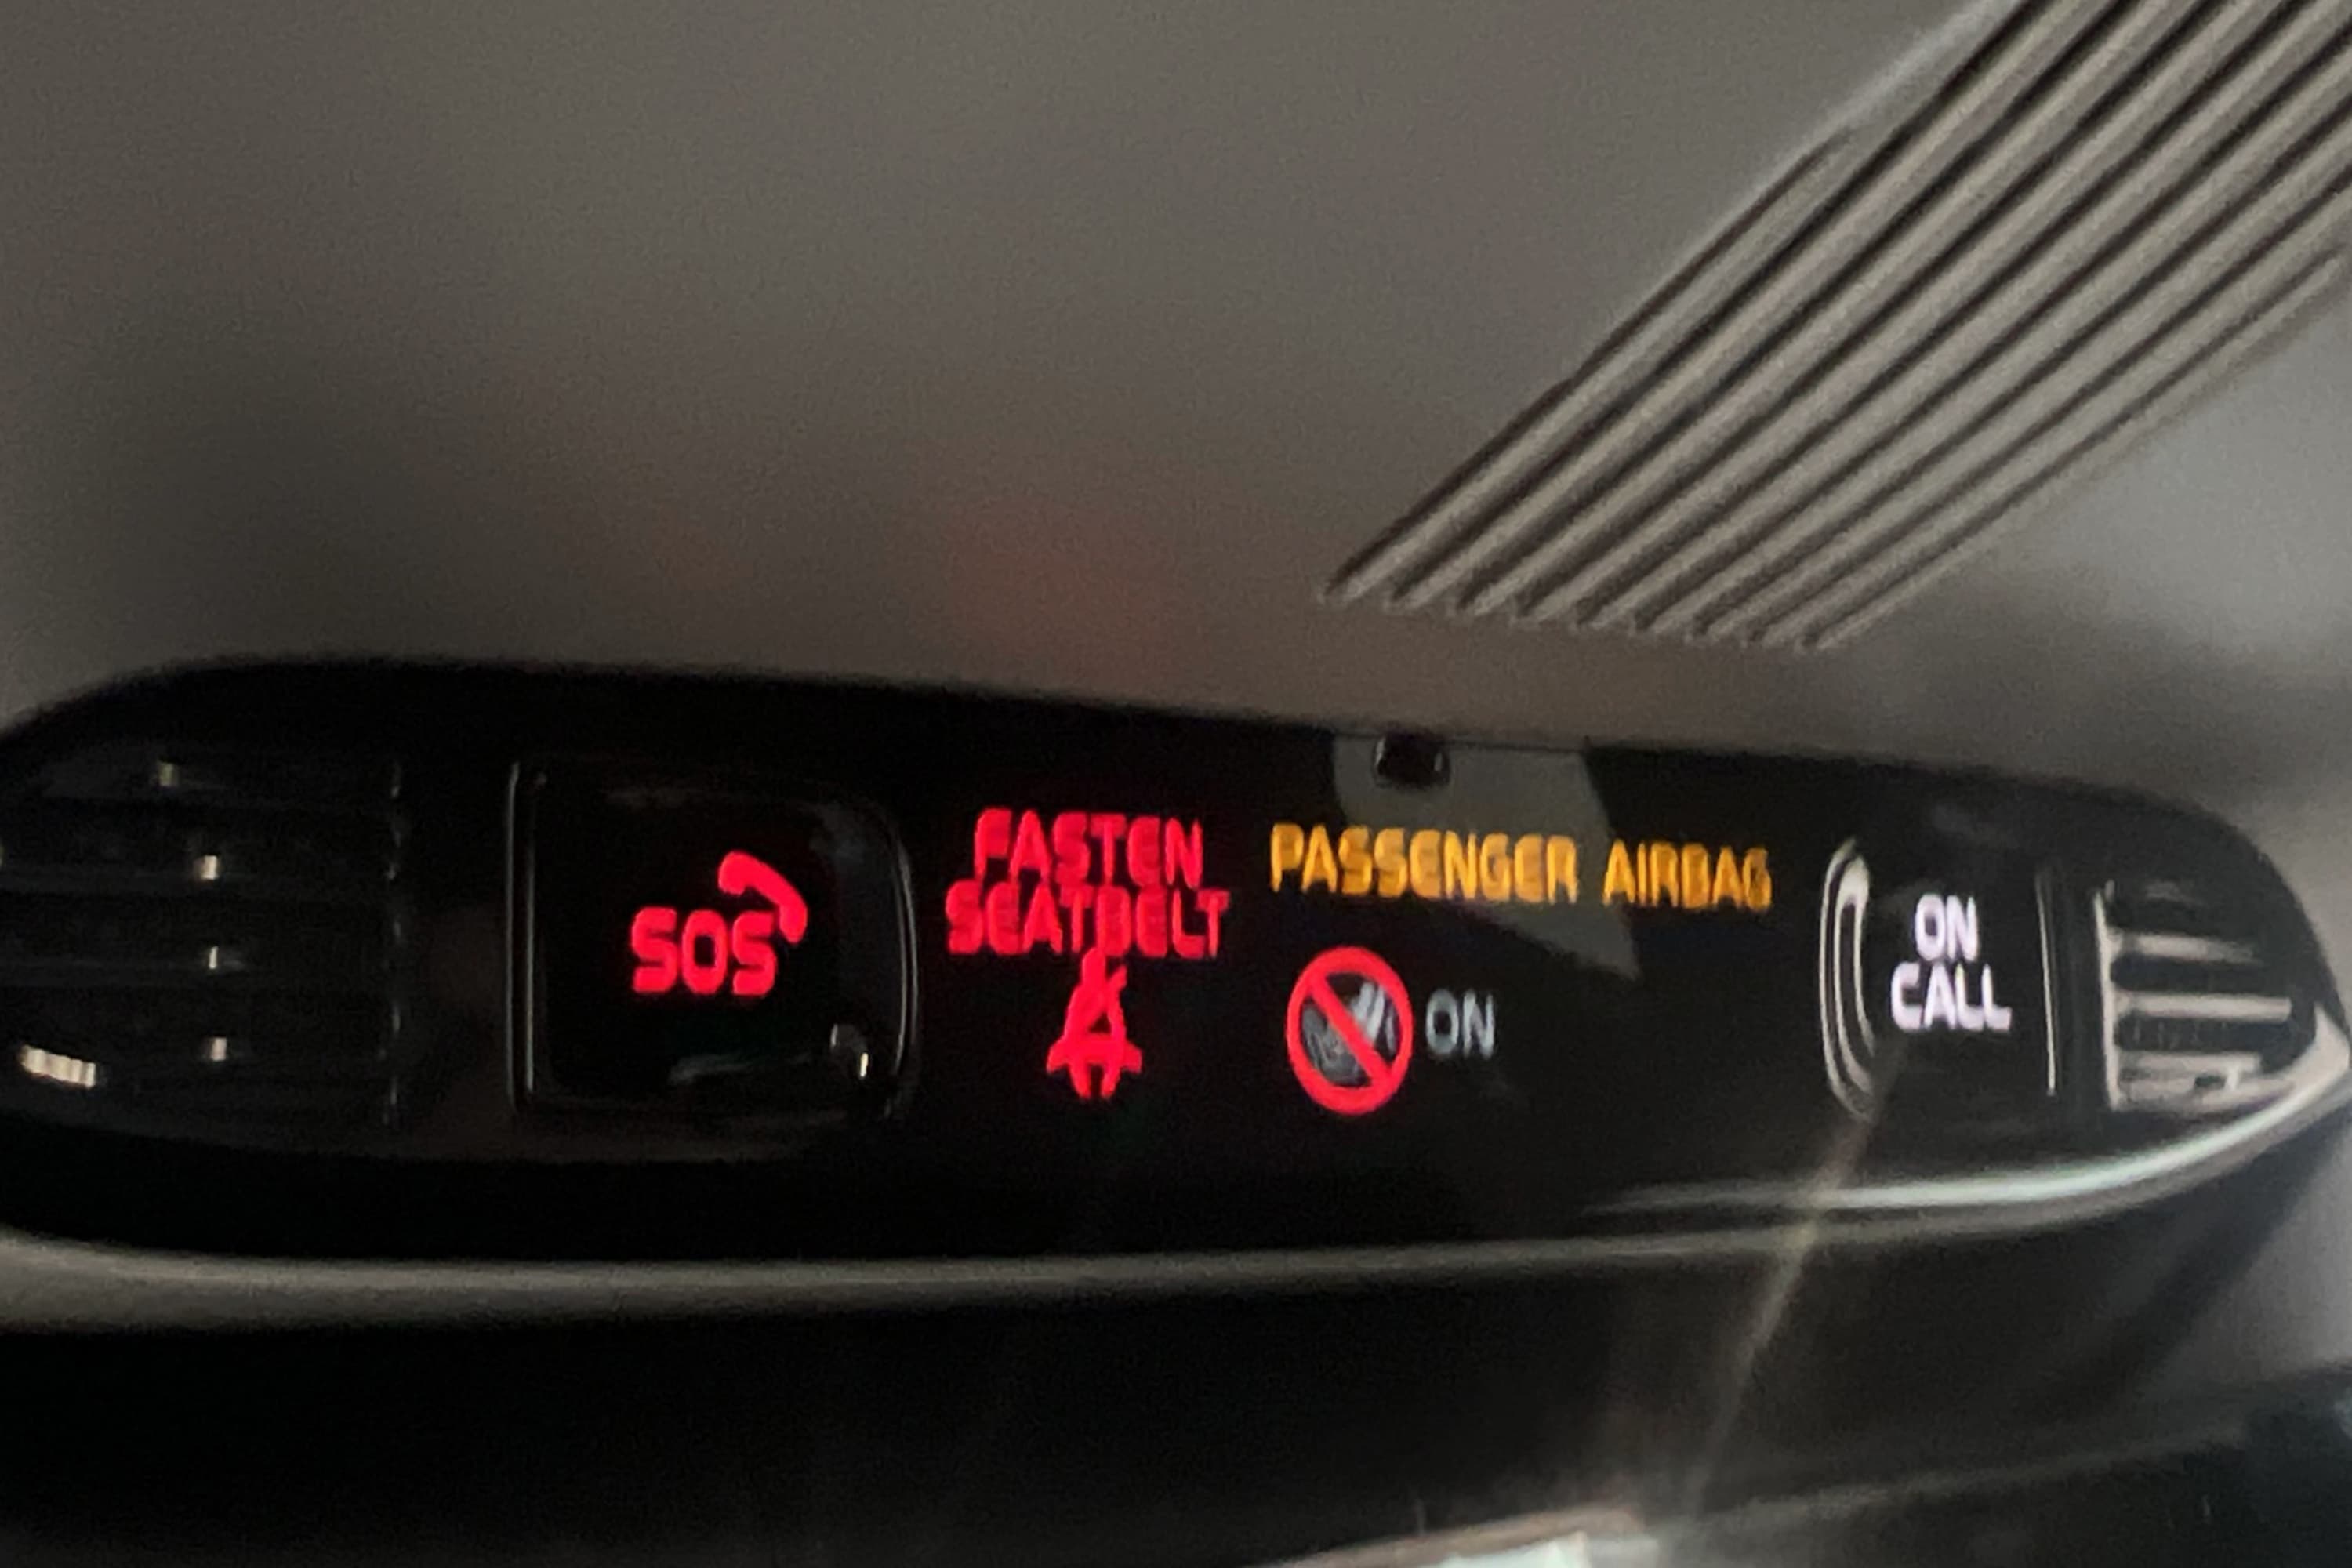 SOS
FASTEN
SEATBELT
PASSENGER AIRBAG
ON
ON
CALL